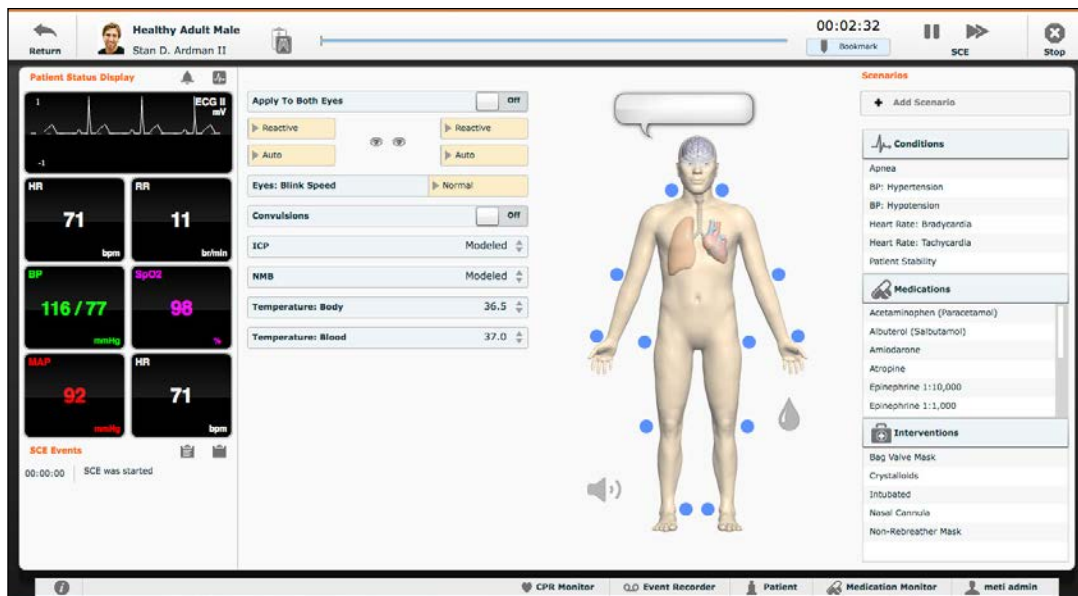 Return
Healthy Adult Male
Stan D. Ardman II
00:02:32
Bookmark
SCE
Stop
Patient Status Display
ECG II
mV
1
-1
HR
71
bpm
RR
11
br/min
BP
116 / 77
mmHg
SpO2
98
%
MAP
92
mmHg
HR
71
bpm
SCE Events
00:00:00 SCE was started
Apply To Both Eyes Off
Reactive Reactive
Auto Auto
Eyes: Blink Speed Normal
Convulsions Off
ICP Modeled
NMB Modeled
Temperature: Body 36.5
Temperature: Blood 37.0
Scenarios
+ Add Scenario
Conditions
Apnea
BP: Hypertension
BP: Hypotension
Heart Rate: Bradycardia
Heart Rate: Tachycardia
Patient Stability
Medications
Acetaminophen (Paracetamol)
Albuterol (Salbutamol)
Amiodarone
Atropine
Epinephrine 1:10,000
Epinephrine 1:1,000
Interventions
Bag Valve Mask
Crystalloids
Intubated
Nasal Cannula
Non-Rebreather Mask
CPR Monitor Event Recorder Patient Medication Monitor meti admin